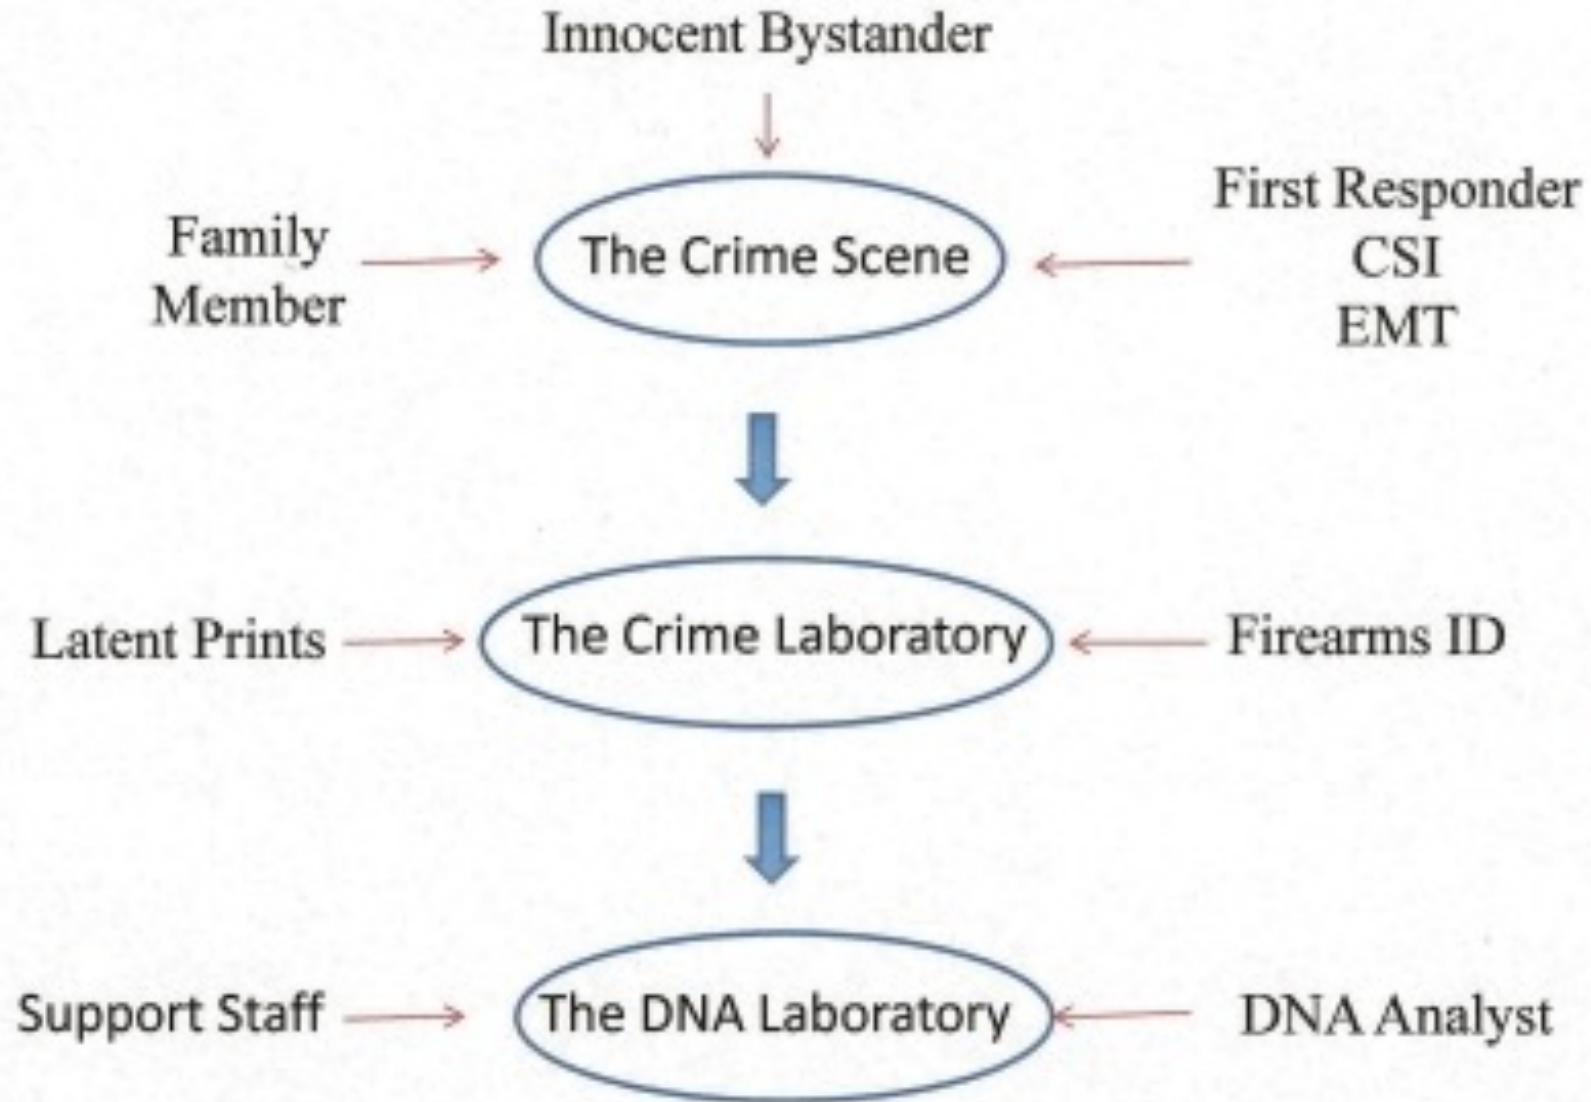 Innocent Bystander
Family
Member
The Crime Scene
First Responder
CSI
EMT
Latent Prints
The Crime Laboratory
Firearms ID
Support Staff
The DNA Laboratory
DNA Analyst